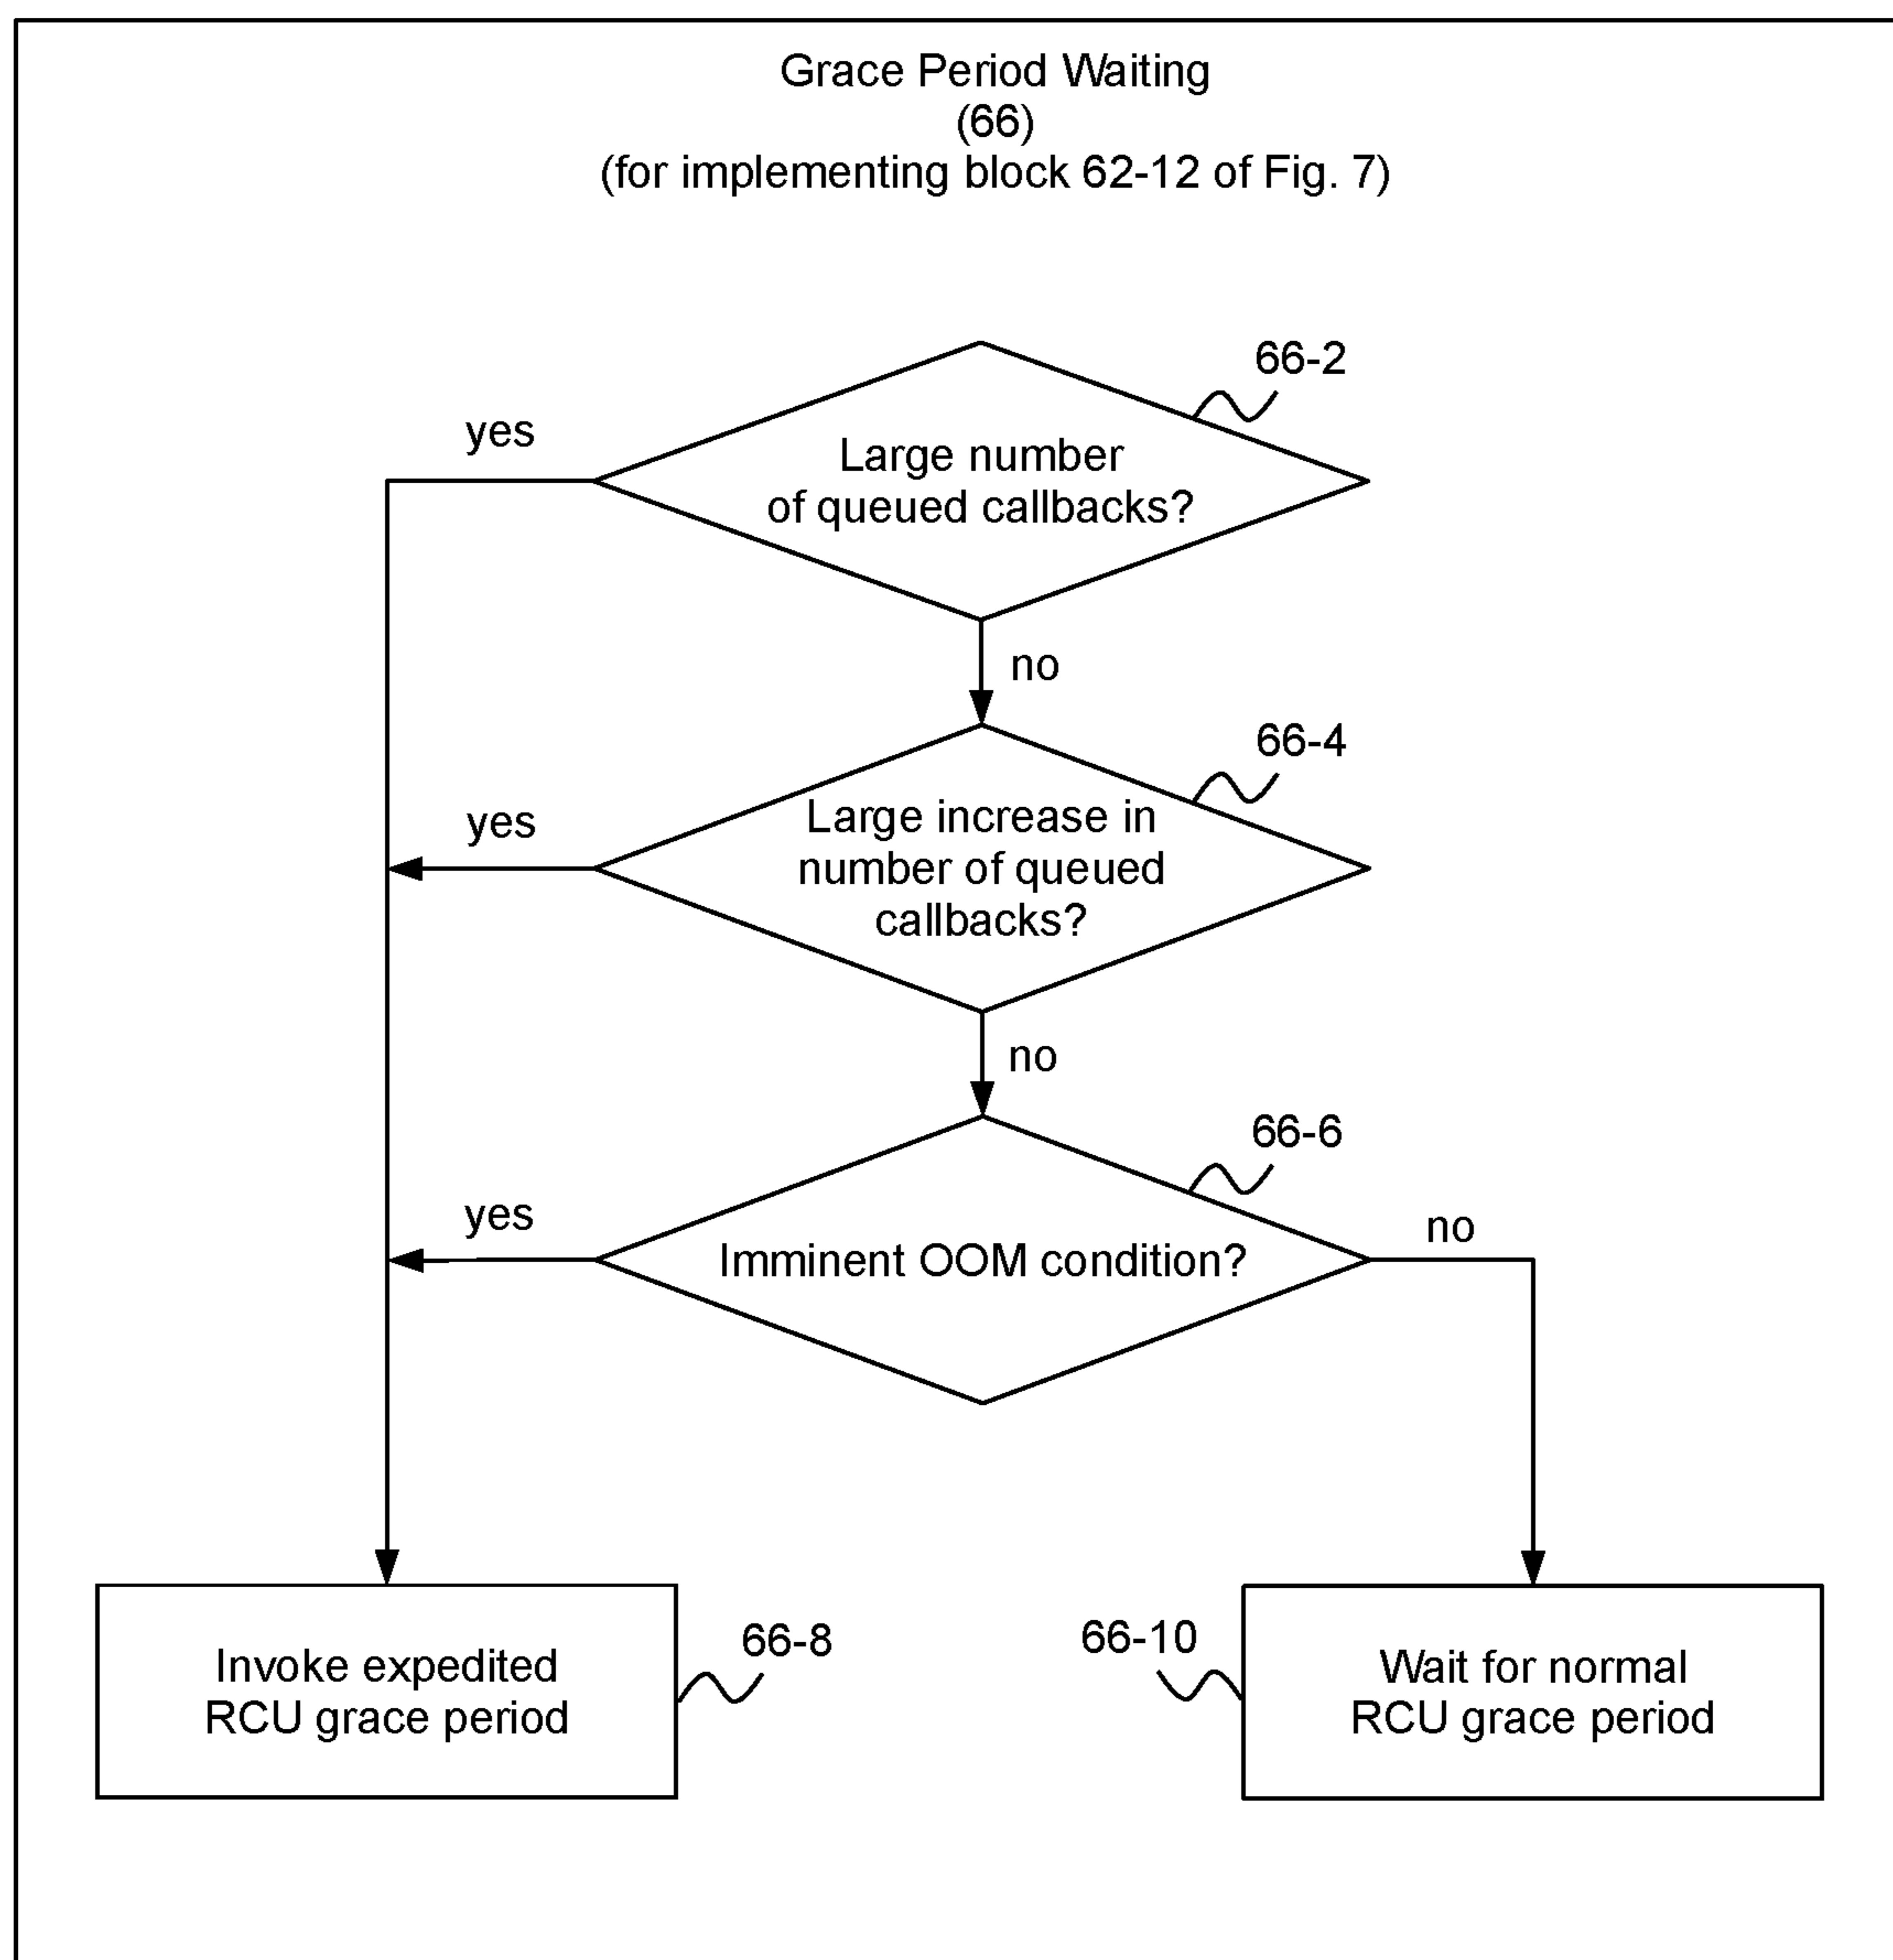 Grace Period Waiting
(66)
(for implementing block 62-12 of Fig. 7)
66-2
yes
Large number
of queued callbacks?
no
66-4
yes
Large increase in
number of queued
callbacks?
no
66-6
yes
no
Imminent OOM condition?
66-8
66-10
Invoke expedited
RCU grace period
Wait for normal
RCU grace period